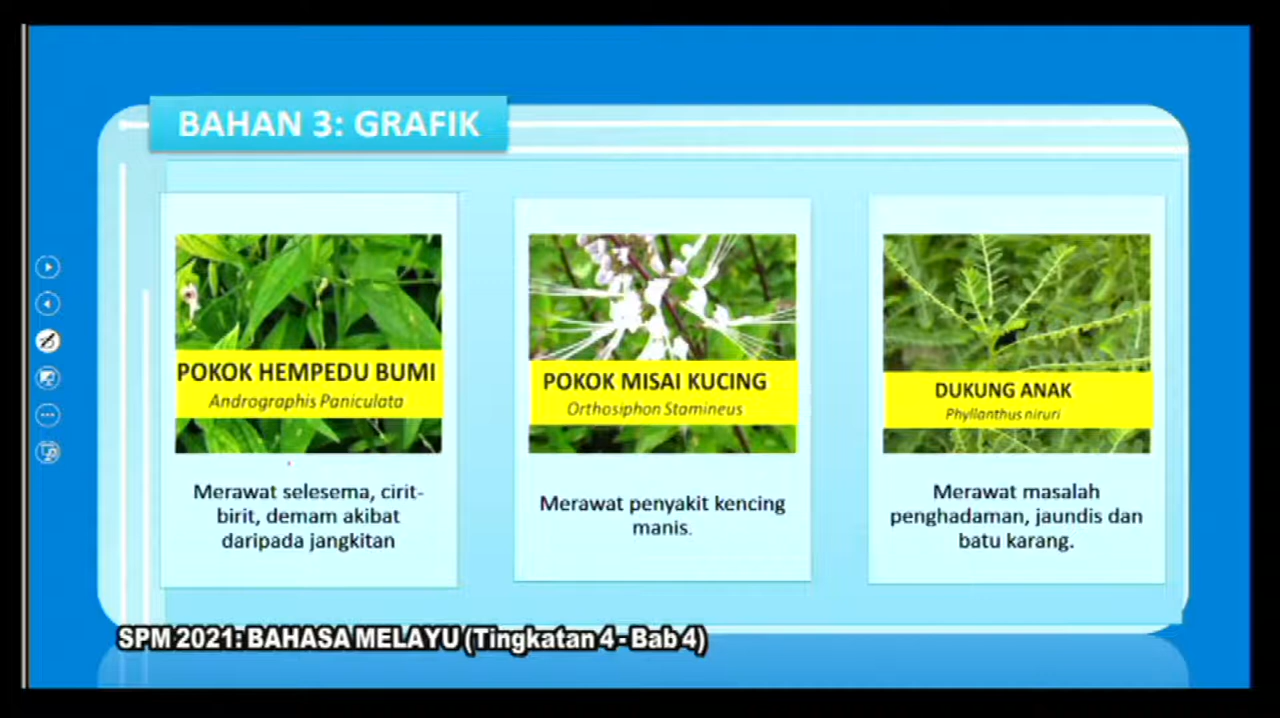 BAHAN 3: GRAFIK
POKOK HEMPEDU BUMI
Andrographis Paniculata
Merawat selesema, cirit-
birit, demam akibat
daripada jangkitan
POKOK MISAI KUCING
Orthosiphon Stamineus
Merawat penyakit kencing
manis.
DUKUNG ANAK
Phyllanthus niruri
Merawat masalah
penghadaman, jaundis dan
batu karang.
SPM 2021: BAHASA MELAYU (Tingkatan 4 - Bab 4)